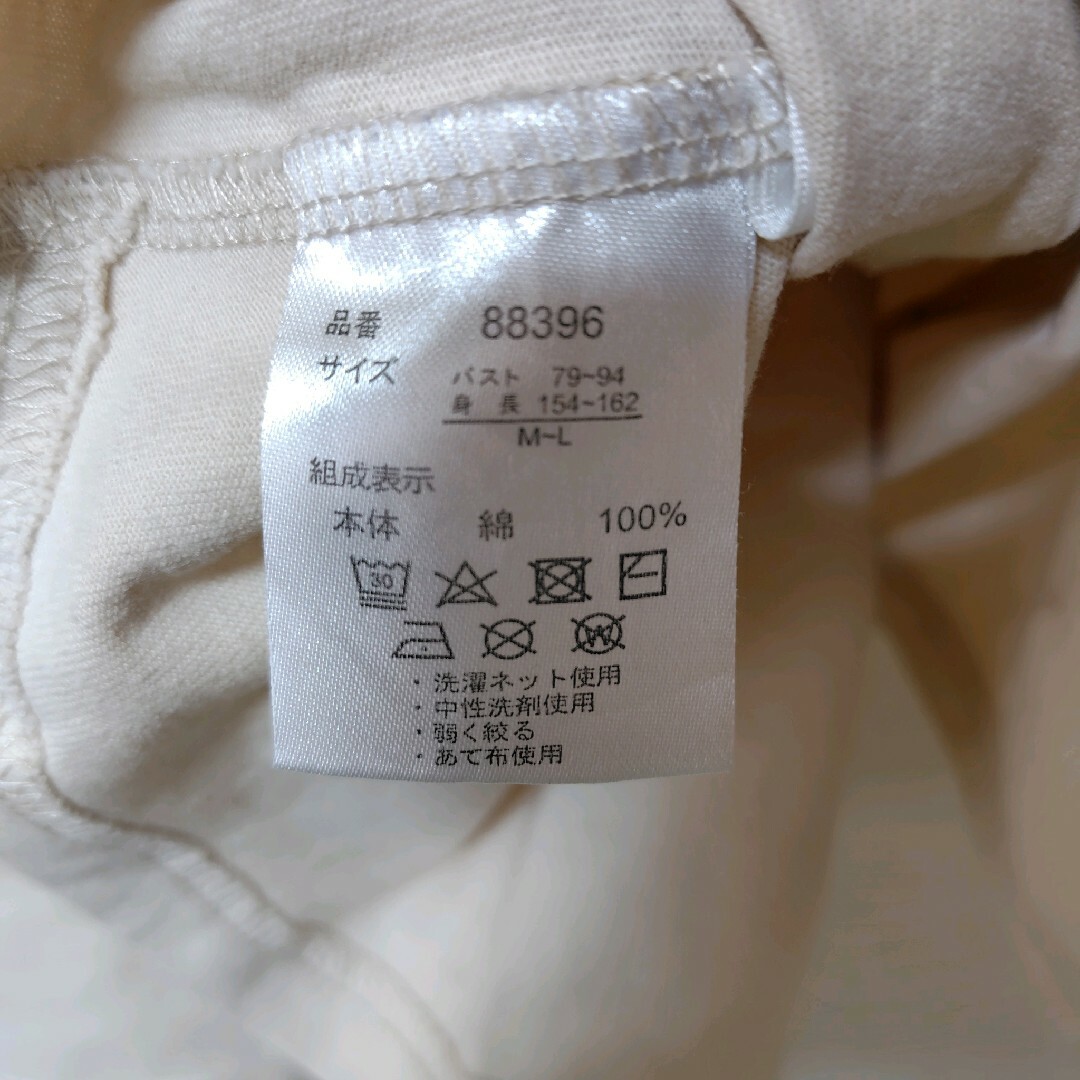 品番 88396
サイズ バスト 79~94
身長 154~162
M~L
組成表示
本体 綿 100%
30
W
・洗濯ネット使用
・中性洗剤使用
・弱く絞る
・あて布使用